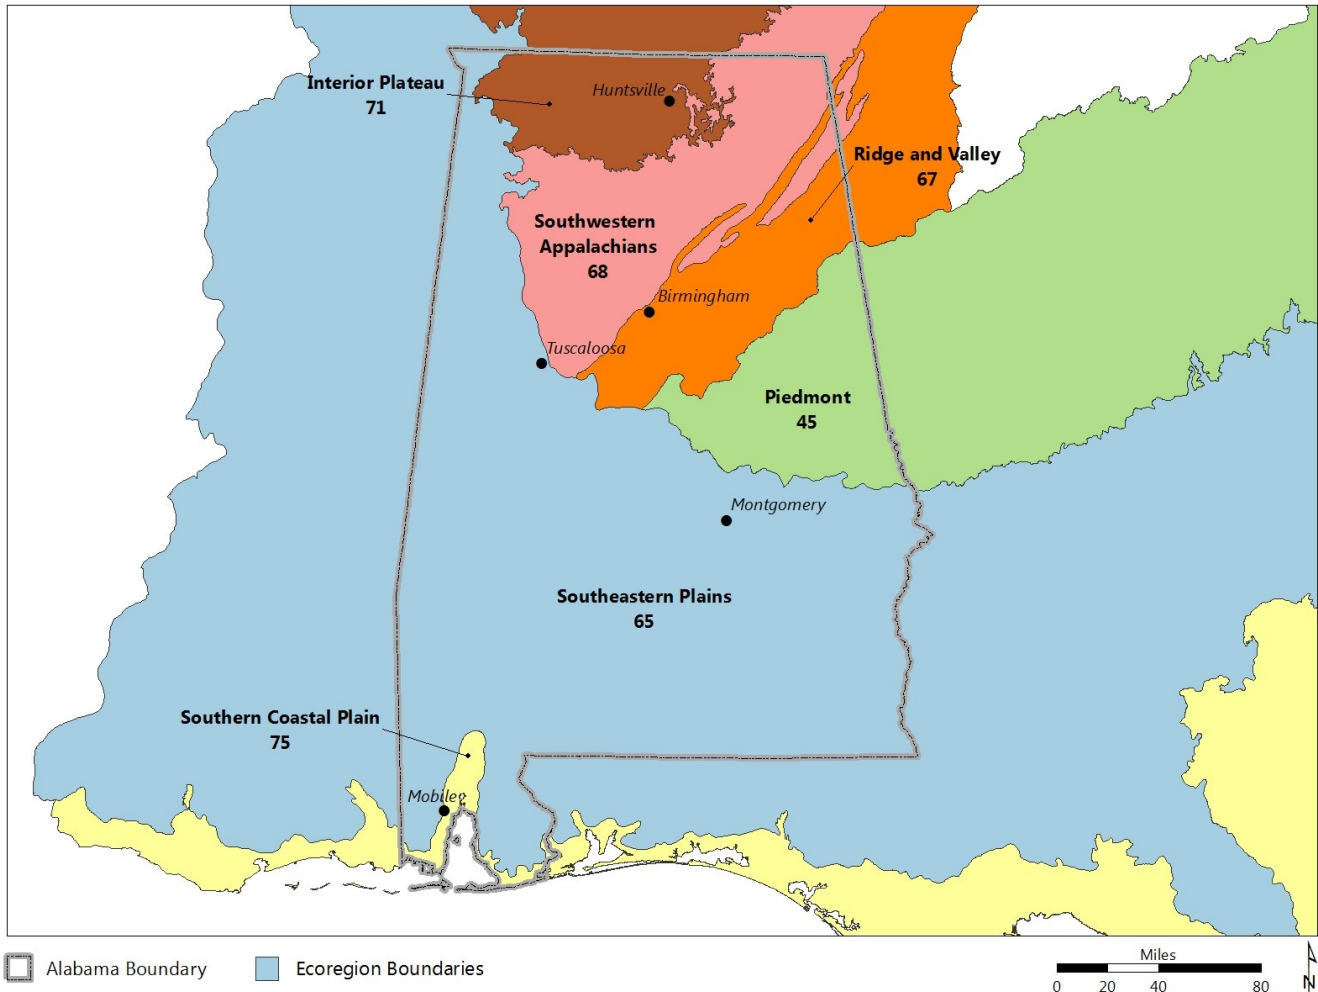 Interior Plateau
71
Huntsville
Ridge and Valley
67
Southwestern
Appalachians
68
Birmingham
Tuscaloosa
Piedmont
45
Montgomery
Southeastern Plains
65
Southern Coastal Plain
75
Mobile
Alabama Boundary
Ecoregion Boundaries
Miles
0 20 40 80
N